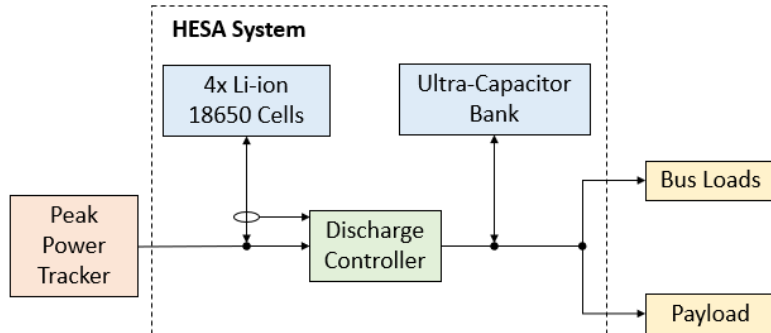 HESA System
4x Li-ion
18650 Cells
Ultra-Capacitor
Bank
Peak
Power
Tracker
Discharge
Controller
Bus Loads
Payload